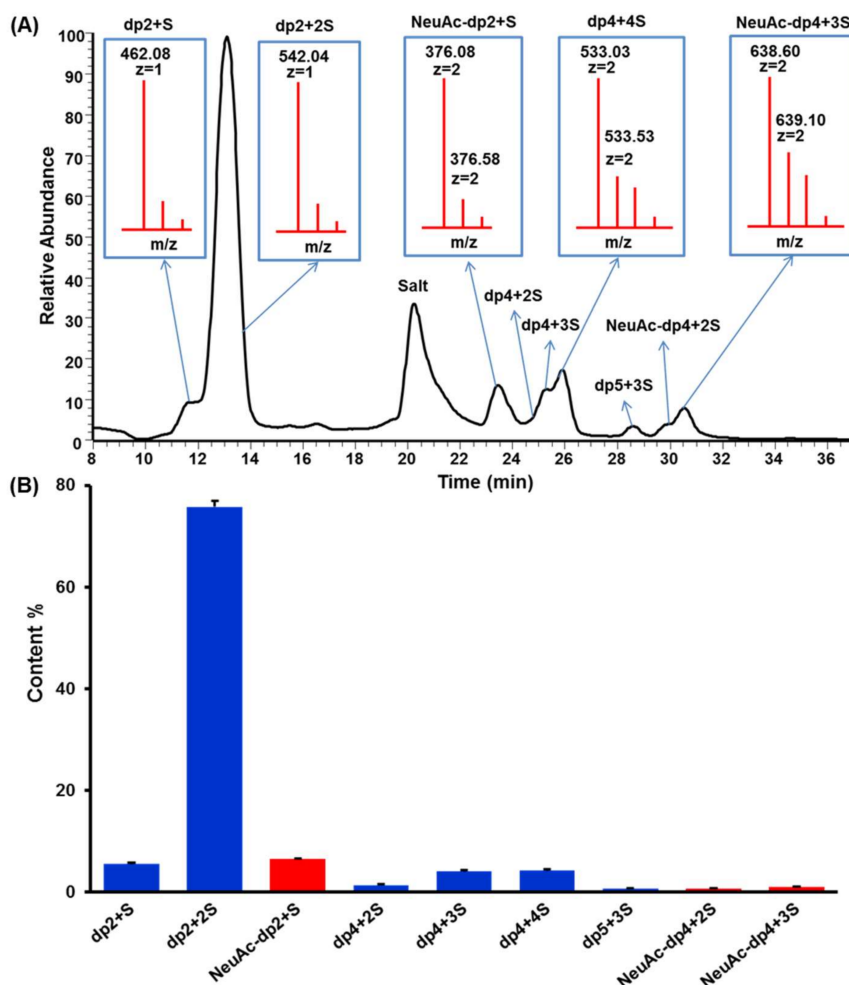 (A)
dp2+S
dp2+2S
NeuAc-dp2+S
dp4+4S
NeuAc-dp4+3S
462.08
z=1
m/z
542.04
z=1
m/z
376.08
z=2
376.58
z=2
m/z
533.03
z=2
533.53
z=2
m/z
638.60
z=2
639.10
z=2
m/z
Relative Abundance
100
90
80
70
60
50
40
30
20
10
0
Salt
dp4+2S
dp4+3S
dp5+3S
NeuAc-dp4+2S
8 10 12 14 16 18 20 22 24 26 28 30 32 34 36
Time (min)
(B)
Content %
80
60
40
20
0
dp2+S
dp2+2S
NeuAc-dp2+S
dp4+2S
dp4+3S
dp4+4S
dp5+3S
NeuAc-dp4+2S
NeuAc-dp4+3S